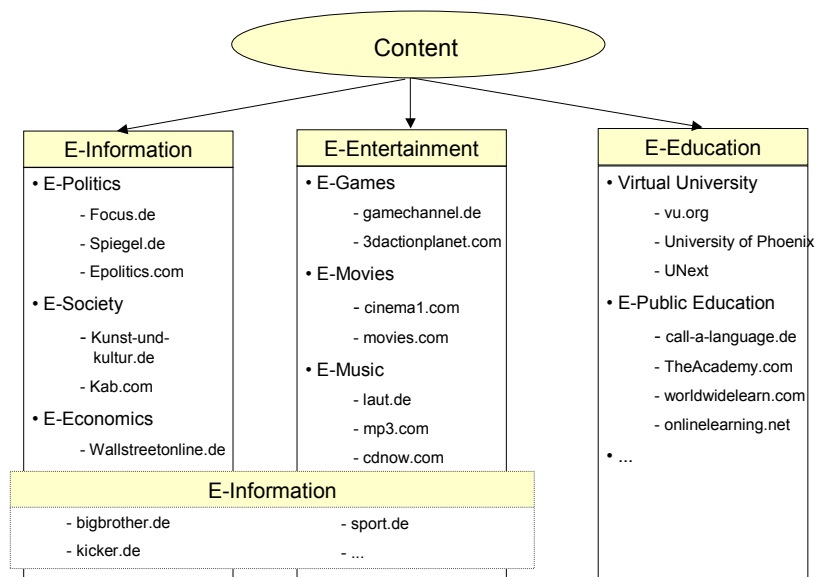 Content
E-Information
• E-Politics
- Focus.de
- Spiegel.de
- Epolitics.com
• E-Society
- Kunst-und-
kultur.de
- Kab.com
• E-Economics
- Wallstreetonline.de
E-Entertainment
• E-Games
- gamechannel.de
- 3dactionplanet.com
• E-Movies
- cinema1.com
- movies.com
• E-Music
- laut.de
- mp3.com
- cdnow.com
E-Information
- bigbrother.de
- kicker.de
- sport.de
- ...
E-Education
• Virtual University
- vu.org
- University of Phoenix
- UNext
• E-Public Education
- call-a-language.de
- TheAcademy.com
- worldwidelearn.com
- onlinelearning.net
• ...